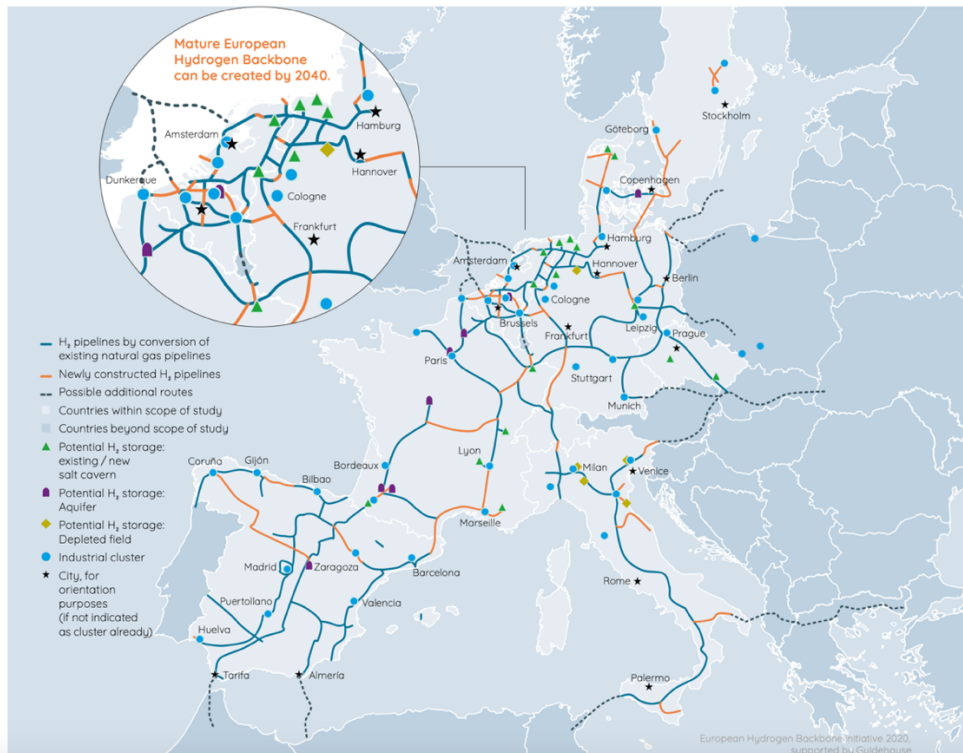 Mature European
Hydrogen Backbone
can be created by 2040.
Amsterdam
Hamburg
Hannover
Dunkerque
Cologne
Frankfurt
Stockholm
Göteborg
Copenhagen
Hamburg
Amsterdam
Hannover
Berlin
Cologne
Brussels
Leipzig
Frankfurt
Prague
Paris
Stuttgart
Munich
H₂ pipelines by conversion of
existing natural gas pipelines
Newly constructed H₂ pipelines
Possible additional routes
Countries within scope of study
Countries beyond scope of study
Potential H₂ storage:
existing / new
salt cavern
Potential H₂ storage:
Aquifer
Potential H₂ storage:
Depleted field
Industrial cluster
City, for
orientation
purposes
(if not indicated
as cluster already)
Lyon
Bordeaux
Milan
Venice
Coruña
Gijón
Bilbao
Marseille
Madrid
Zaragoza
Barcelona
Rome
Puertollano
Valencia
Huelva
Tarifa
Almería
Palermo
European Hydrogen Backbone Initiative 2020,
supported by Guidehouse